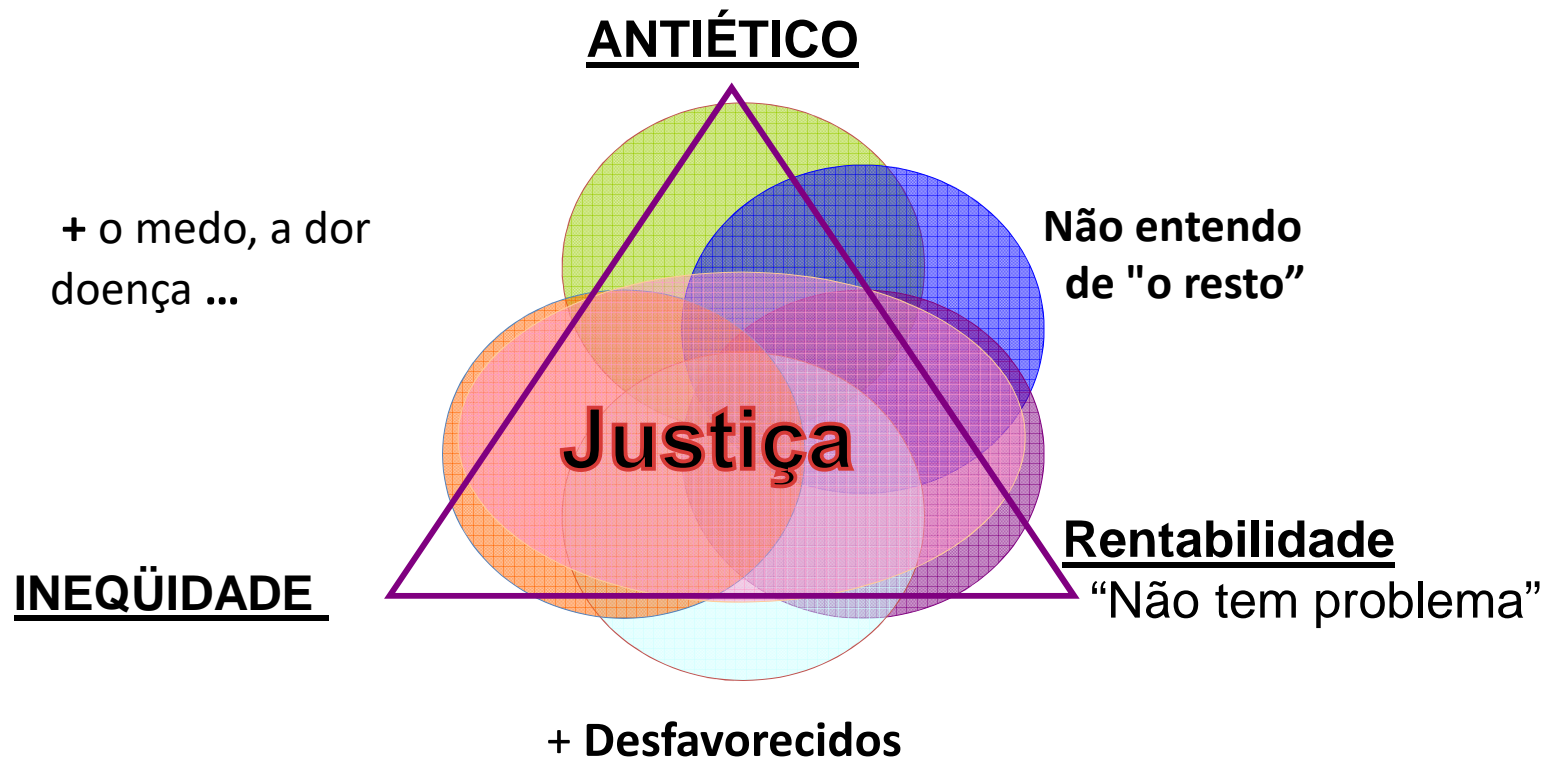 ANTIÉTICO
+ o medo, a dor
doença ...
Não entendo
de "o resto”
Justiça
Rentabilidade
“Não tem problema”
INEQÜIDADE
+ Desfavorecidos